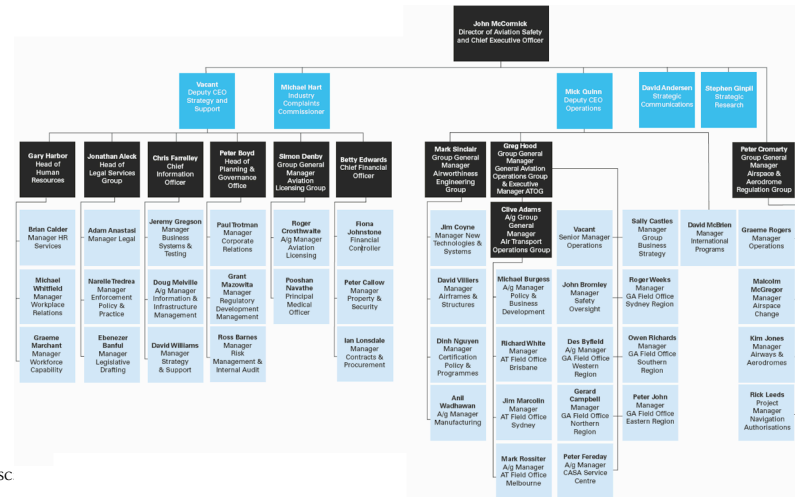 John McCormick
Director of Aviation Safety
and Chief Executive Officer
Vacant
Deputy CEO
Strategy and
Support
Michael Hart
Industry
Complaints
Commissioner
Mick Quinn
Deputy CEO
Operations
David Andersen
Strategic
Communications
Stephen Ginpil
Strategic
Research
Gary Harbor
Head of
Human
Resources
Jonathan Aleck
Head of
Legal Services
Group
Chris Farrelley
Chief
Information
Officer
Peter Boyd
Head of
Planning &
Governance
Office
Simon Denby
Group General
Manager
Aviation
Licensing Group
Betty Edwards
Chief Financial
Officer
Mark Sinclair
Group General
Manager
Airworthiness
Engineering
Group
Greg Hood
Group General
Manager
General Aviation
Operations Group
& Executive
Manager ATOG
Peter Cromarty
Group General
Manager
Airspace &
Aerodrome
Regulation Group
Clive Adams
A/g Group
General
Manager
Air Transport
Operations Group
Brian Calder
Manager HR
Services
Michael
Whitfield
Manager
Workplace
Relations
Graeme
Marchant
Manager
Workforce
Capability
Adam Anastasi
Manager Legal
Narelle Tredrea
Manager
Enforcement
Policy &
Practice
Ebenezer
Banful
Manager
Legislative
Drafting
Jeremy Gregson
Manager
Business
Systems &
Testing
Doug Melville
A/g Manager
Information &
Infrastructure
Management
David Williams
Manager
Strategy
& Support
Paul Trotman
Manager
Corporate
Relations
Grant
Mazowita
Manager
Regulatory
Development
Management
Ross Barnes
Manager
Risk
Management &
Internal Audit
Roger
Crosthwaite
A/g Manager
Aviation
Licensing
Pooshan
Navathe
Principal
Medical
Officer
Fiona
Johnstone
Financial
Controller
Peter Callow
Manager
Property
& Security
Ian Lonsdale
Manager
Contracts &
Procurement
Jim Coyne
Manager New
Technologies &
Systems
David Villiers
Manager
Airframes &
Structures
Dinh Nguyen
Manager
Certification
Policy &
Programmes
Anil
Wadhawan
A/g Manager
Manufacturing
Michael Burgess
A/g Manager
Policy &
Business
Development
Richard White
Manager
AT Field Office
Brisbane
Jim Marcolin
Manager
AT Field Office
Sydney
Mark Rossiter
A/g Manager
AT Field Office
Melbourne
Vacant
Senior Manager
Operations
John Bromley
Manager
Safety
Oversight
Des Byfield
A/g Manager
GA Field Office
Western
Region
Gerard
Campbell
Manager
GA Field Office
Northern
Region
Peter Fereday
A/g Manager
CASA Service
Centre
Sally Castles
Manager
Group
Business
Strategy
Roger Weeks
Manager
GA Field Office
Sydney Region
Owen Richards
Manager
GA Field Office
Southern
Region
Peter John
Manager
GA Field Office
Eastern Region
David McBrien
Manager
International
Programs
Graeme Rogers
Manager
Operations
Malcolm
McGregor
Manager
Airspace
Change
Kim Jones
Manager
Airways &
Aerodromes
Rick Leeds
Project
Manager
Navigation
Authorisations
SC